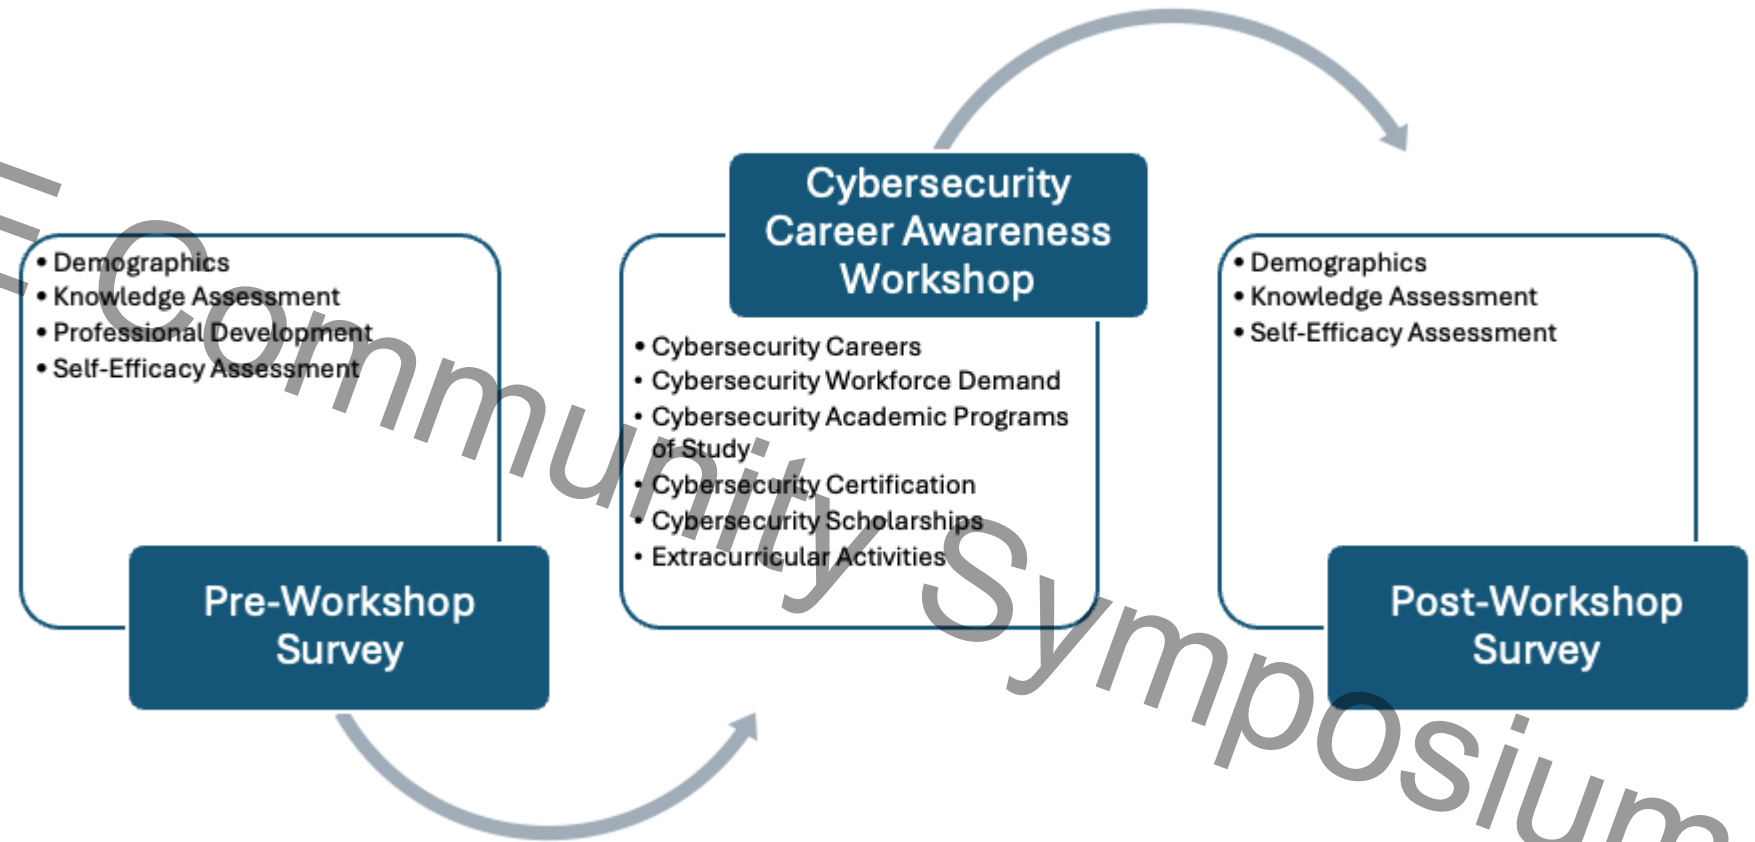 • Demographics
• Knowledge Assessment
• Professional Development
• Self-Efficacy Assessment
Pre-Workshop
Survey
Cybersecurity
Career Awareness
Workshop
• Cybersecurity Careers
• Cybersecurity Workforce Demand
• Cybersecurity Academic Programs
of Study
• Cybersecurity Certification
• Cybersecurity Scholarships
• Extracurricular Activities
• Demographics
• Knowledge Assessment
• Self-Efficacy Assessment
Post-Workshop
Survey
E Community Symposium